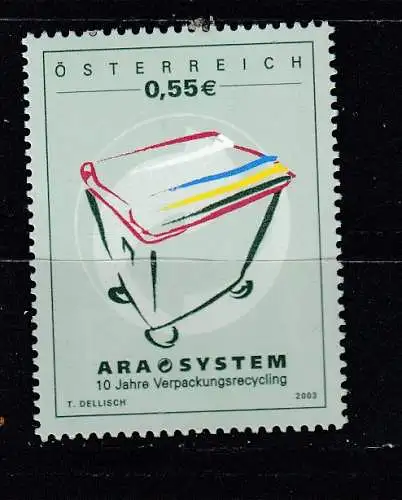 ÖSTERREICH
0,55€
ARA SYSTEM
10 Jahre Verpackungsrecycling
T. DELLISCH 2003